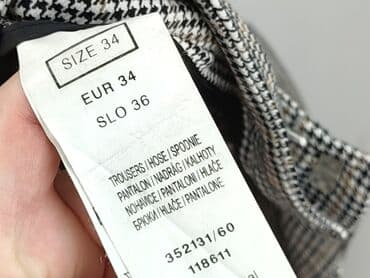 SIZE 34
EUR 34
SLO 36
TROUSERS/HOSE/SPODNIE
PANTALON/NADRÁG/KALHOTY
NOHAVICE/PANTALONI/HLAČE
БРЮКИ/HLAČE/PANTALONE
352131/60
118611